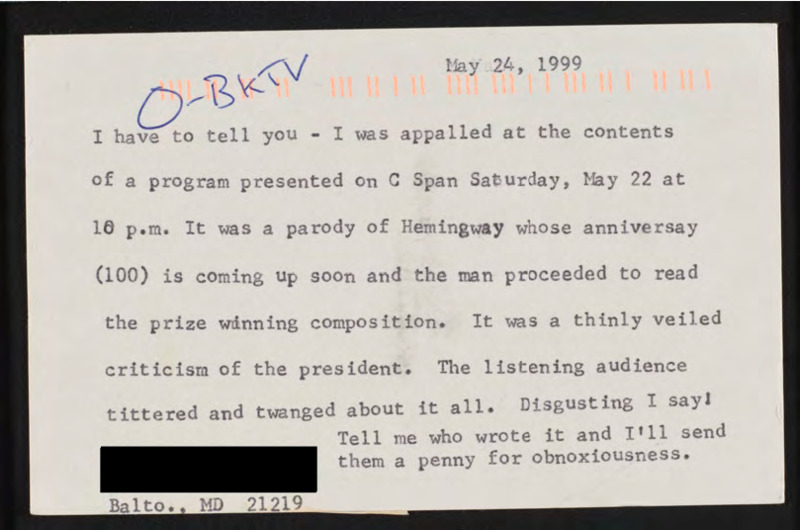 May 24, 1999
O-BKTV
I have to tell you - I was appalled at the contents
of a program presented on C Span Saturday, May 22 at
10 p.m. It was a parody of Hemingway whose anniversay
(100) is coming up soon and the man proceeded to read
the prize winning composition. It was a thinly veiled
criticism of the president. The listening audience
tittered and twanged about it all. Disgusting I say!
Tell me who wrote it and I'll send
them a penny for obnoxiousness.
Balto., MD 21219